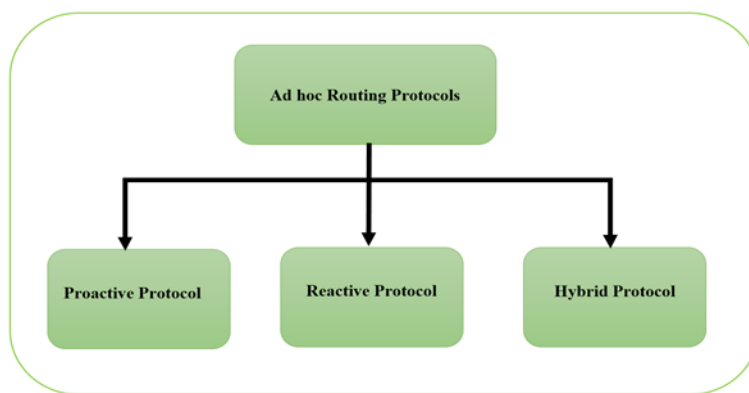 Ad hoc Routing Protocols
Proactive Protocol
Reactive Protocol
Hybrid Protocol